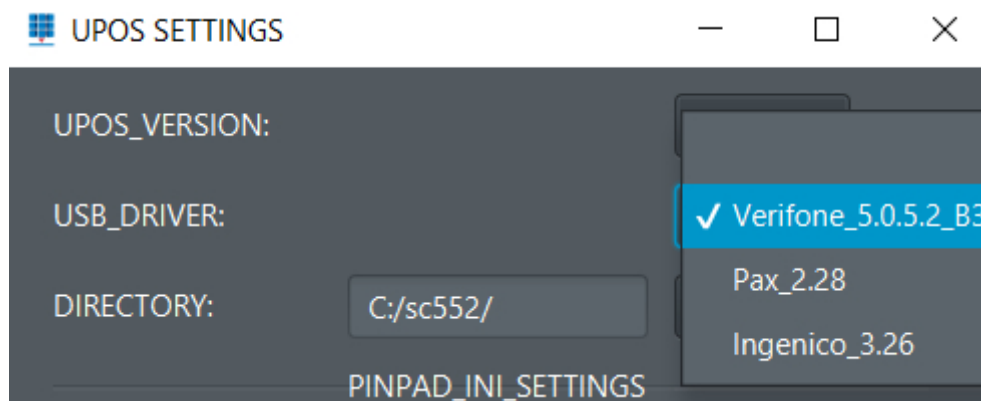 UPOS SETTINGS
UPOS_VERSION:
USB_DRIVER:
Verifone_5.0.5.2_B3
Pax_2.28
DIRECTORY:
C:/sc552/
Ingenico_3.26
PINPAD_INI_SETTINGS